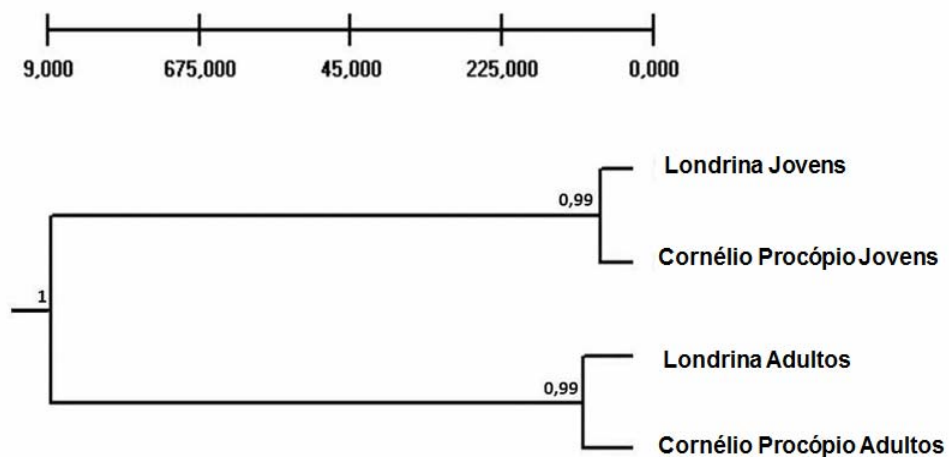 9,000 675,000 45,000 225,000 0,000
Londrina Jovens
0,99
Cornélio Procópio Jovens
1
Londrina Adultos
0,99
Cornélio Procópio Adultos